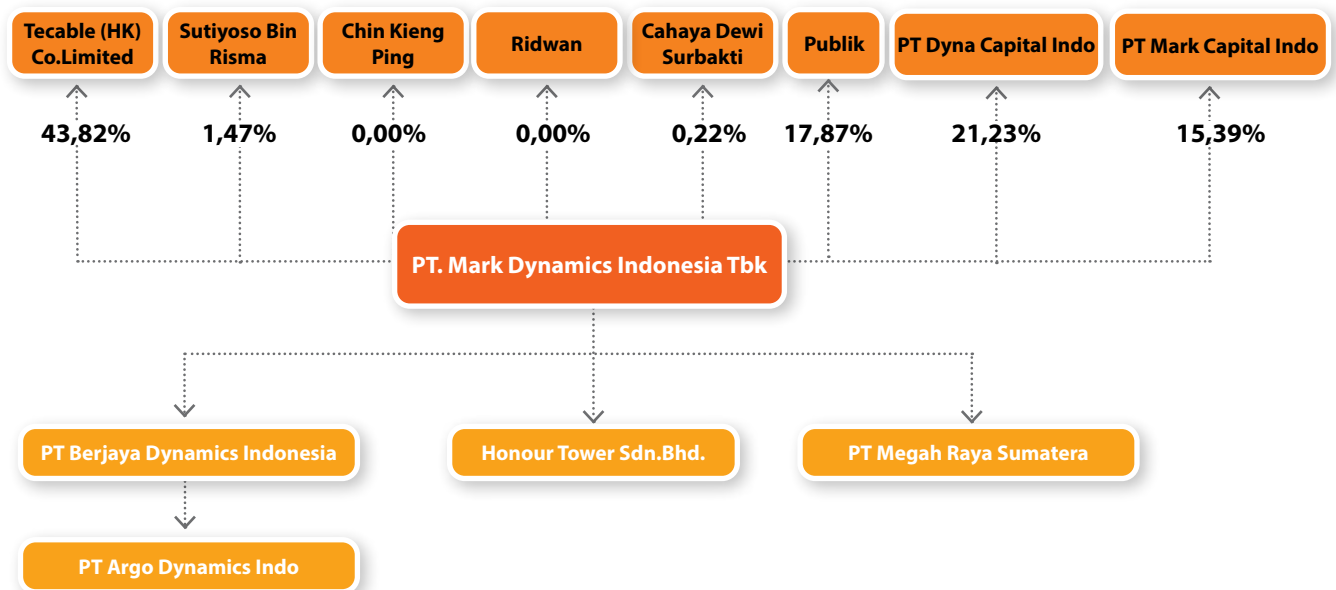 Tecable (HK)
Co.Limited
Sutiyoso Bin
Risma
Chin Kieng
Ping
Ridwan
Cahaya Dewi
Surbakti
Publik
PT Dyna Capital Indo
PT Mark Capital Indo
43,82%
1,47%
0,00%
0,00%
0,22%
17,87%
21,23%
15,39%
PT. Mark Dynamics Indonesia Tbk
PT Berjaya Dynamics Indonesia
Honour Tower Sdn.Bhd.
PT Megah Raya Sumatera
PT Argo Dynamics Indo